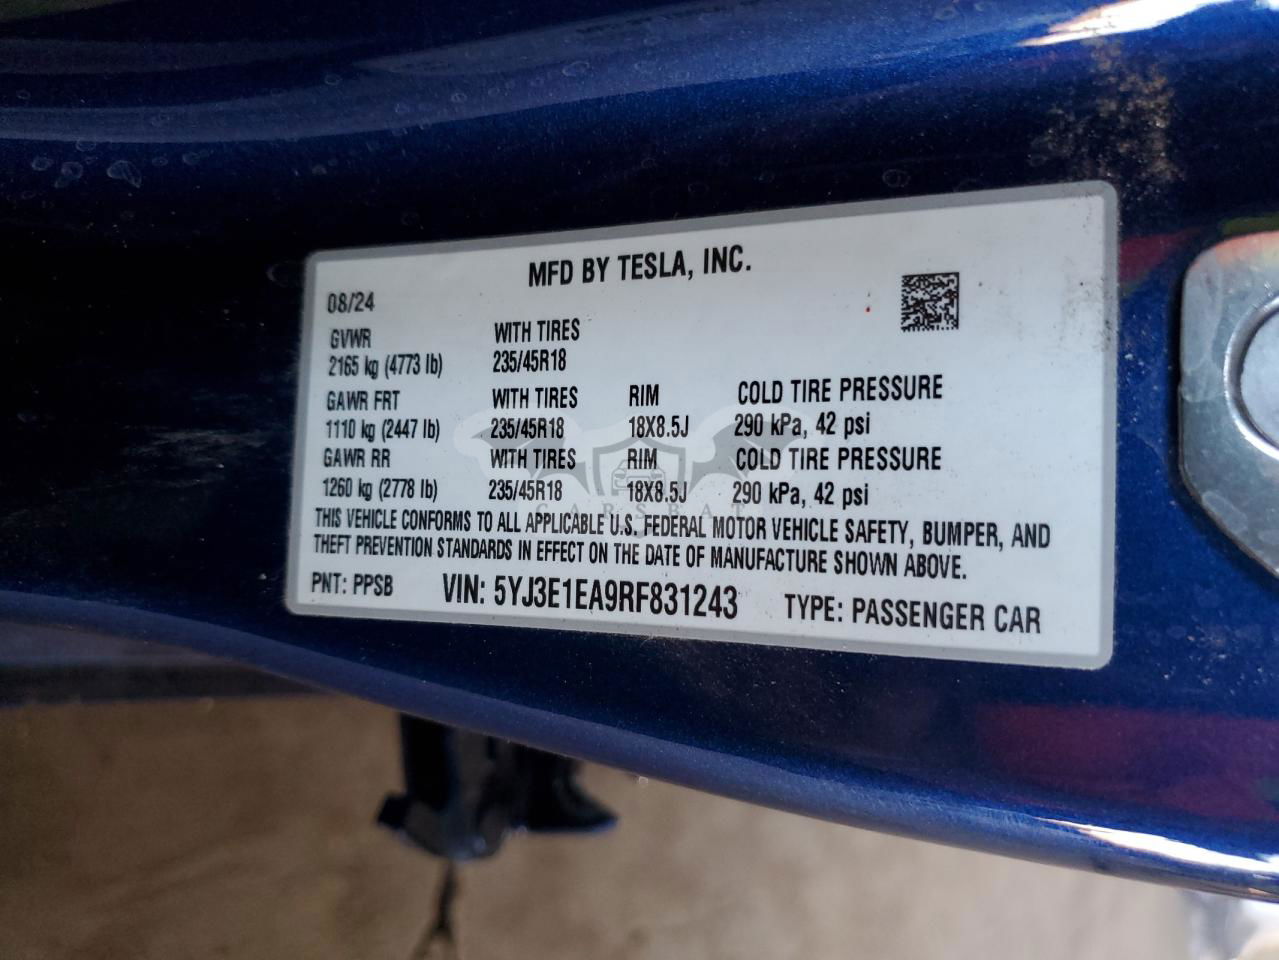 MFD BY TESLA, INC.
08/24
GVWR WITH TIRES
2165 kg (4773 lb) 235/45R18
GAWR FRT WITH TIRES RIM COLD TIRE PRESSURE
1110 kg (2447 lb) 235/45R18 18X8.5J 290 kPa, 42 psi
GAWR RR WITH TIRES RIM COLD TIRE PRESSURE
1260 kg (2778 lb) 235/45R18 18X8.5J 290 kPa, 42 psi
CARSBAT
THIS VEHICLE CONFORMS TO ALL APPLICABLE U.S. FEDERAL MOTOR VEHICLE SAFETY, BUMPER, AND
THEFT PREVENTION STANDARDS IN EFFECT ON THE DATE OF MANUFACTURE SHOWN ABOVE.
PNT: PPSB VIN: 5YJ3E1EA9RF831243 TYPE: PASSENGER CAR